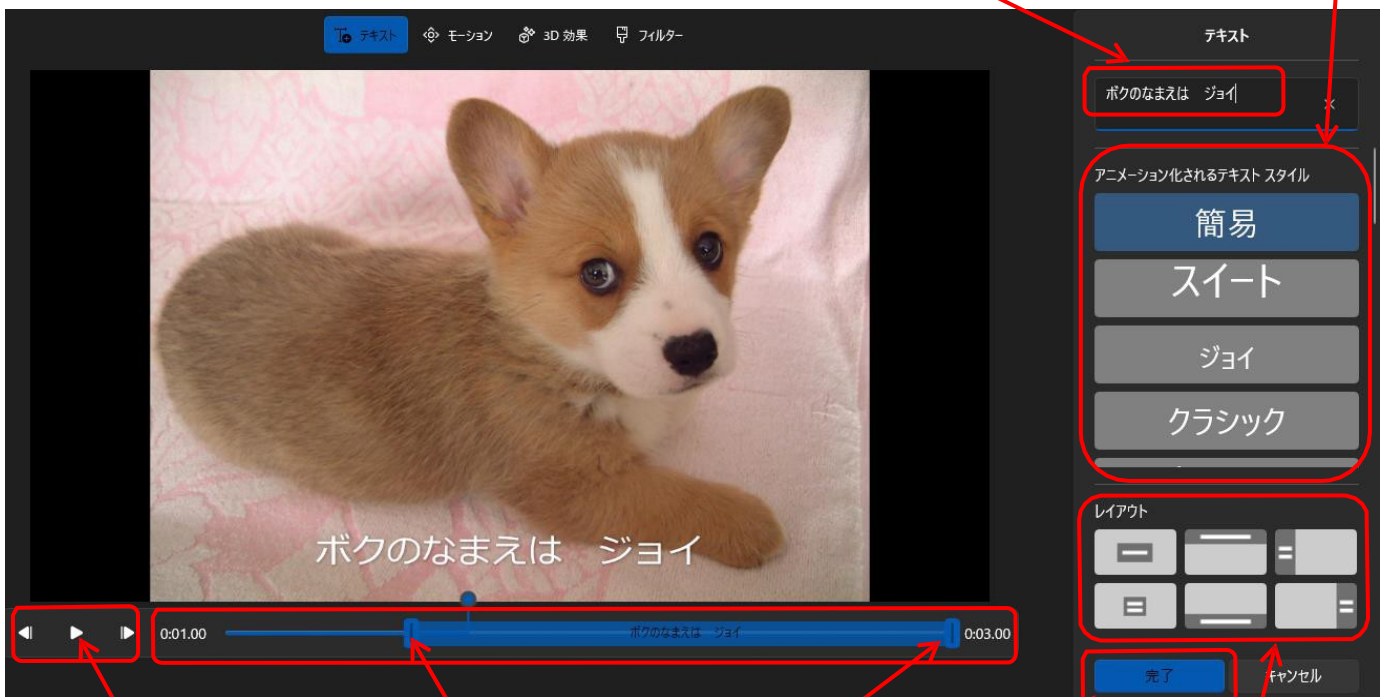 テキスト モーション 3D 効果 フィルター
テキスト
ボクのなまえは　ジョイ
アニメーション化されるテキスト スタイル
簡易
スイート
ジョイ
クラシック
ボクのなまえは　ジョイ
レイアウト
0:01.00 ボクのなまえは　ジョイ 0:03.00
完了 キャンセル